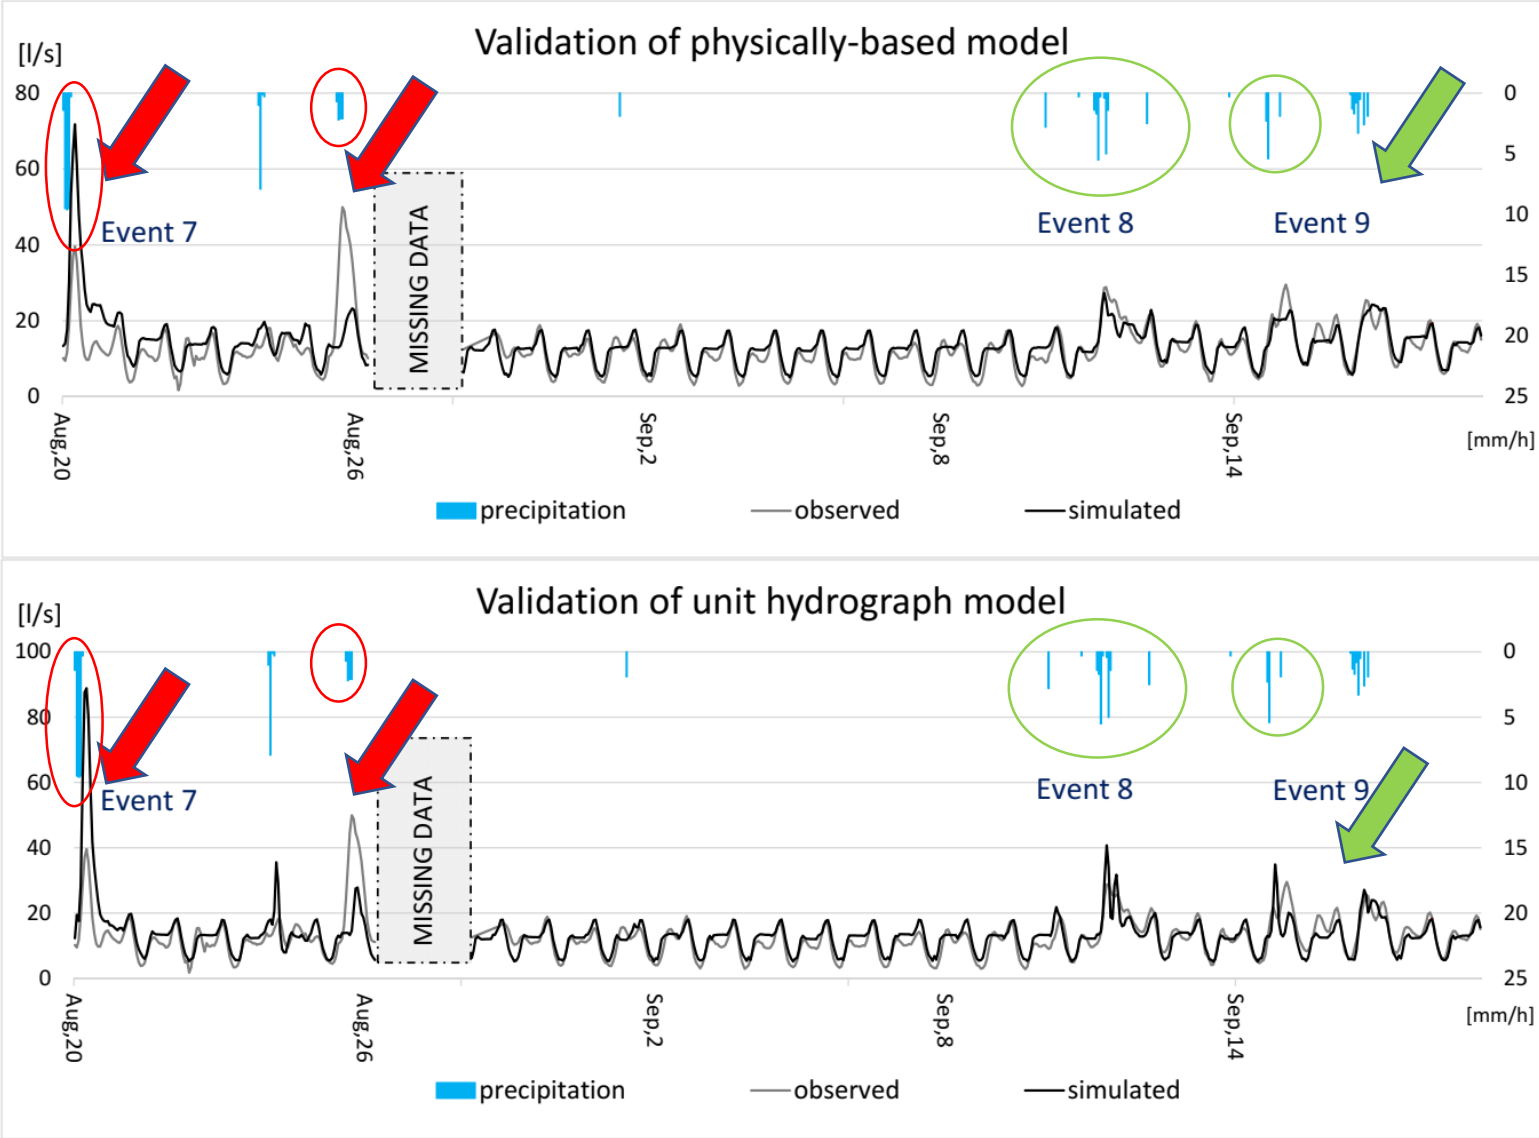 Validation of physically-based model
[l/s]
80 0
60 5
Event 7 MISSING DATA Event 8 Event 9
10
40
15
20 20
0 25
Aug,20 Aug,26 Sep,2 Sep,8 Sep,14 [mm/h]
precipitation observed simulated
Validation of unit hydrograph model
[l/s]
100 0
80 5
60 10
Event 7 MISSING DATA Event 8 Event 9
40 15
20 20
0 25
Aug,20 Aug,26 Sep,2 Sep,8 Sep,14 [mm/h]
precipitation observed simulated